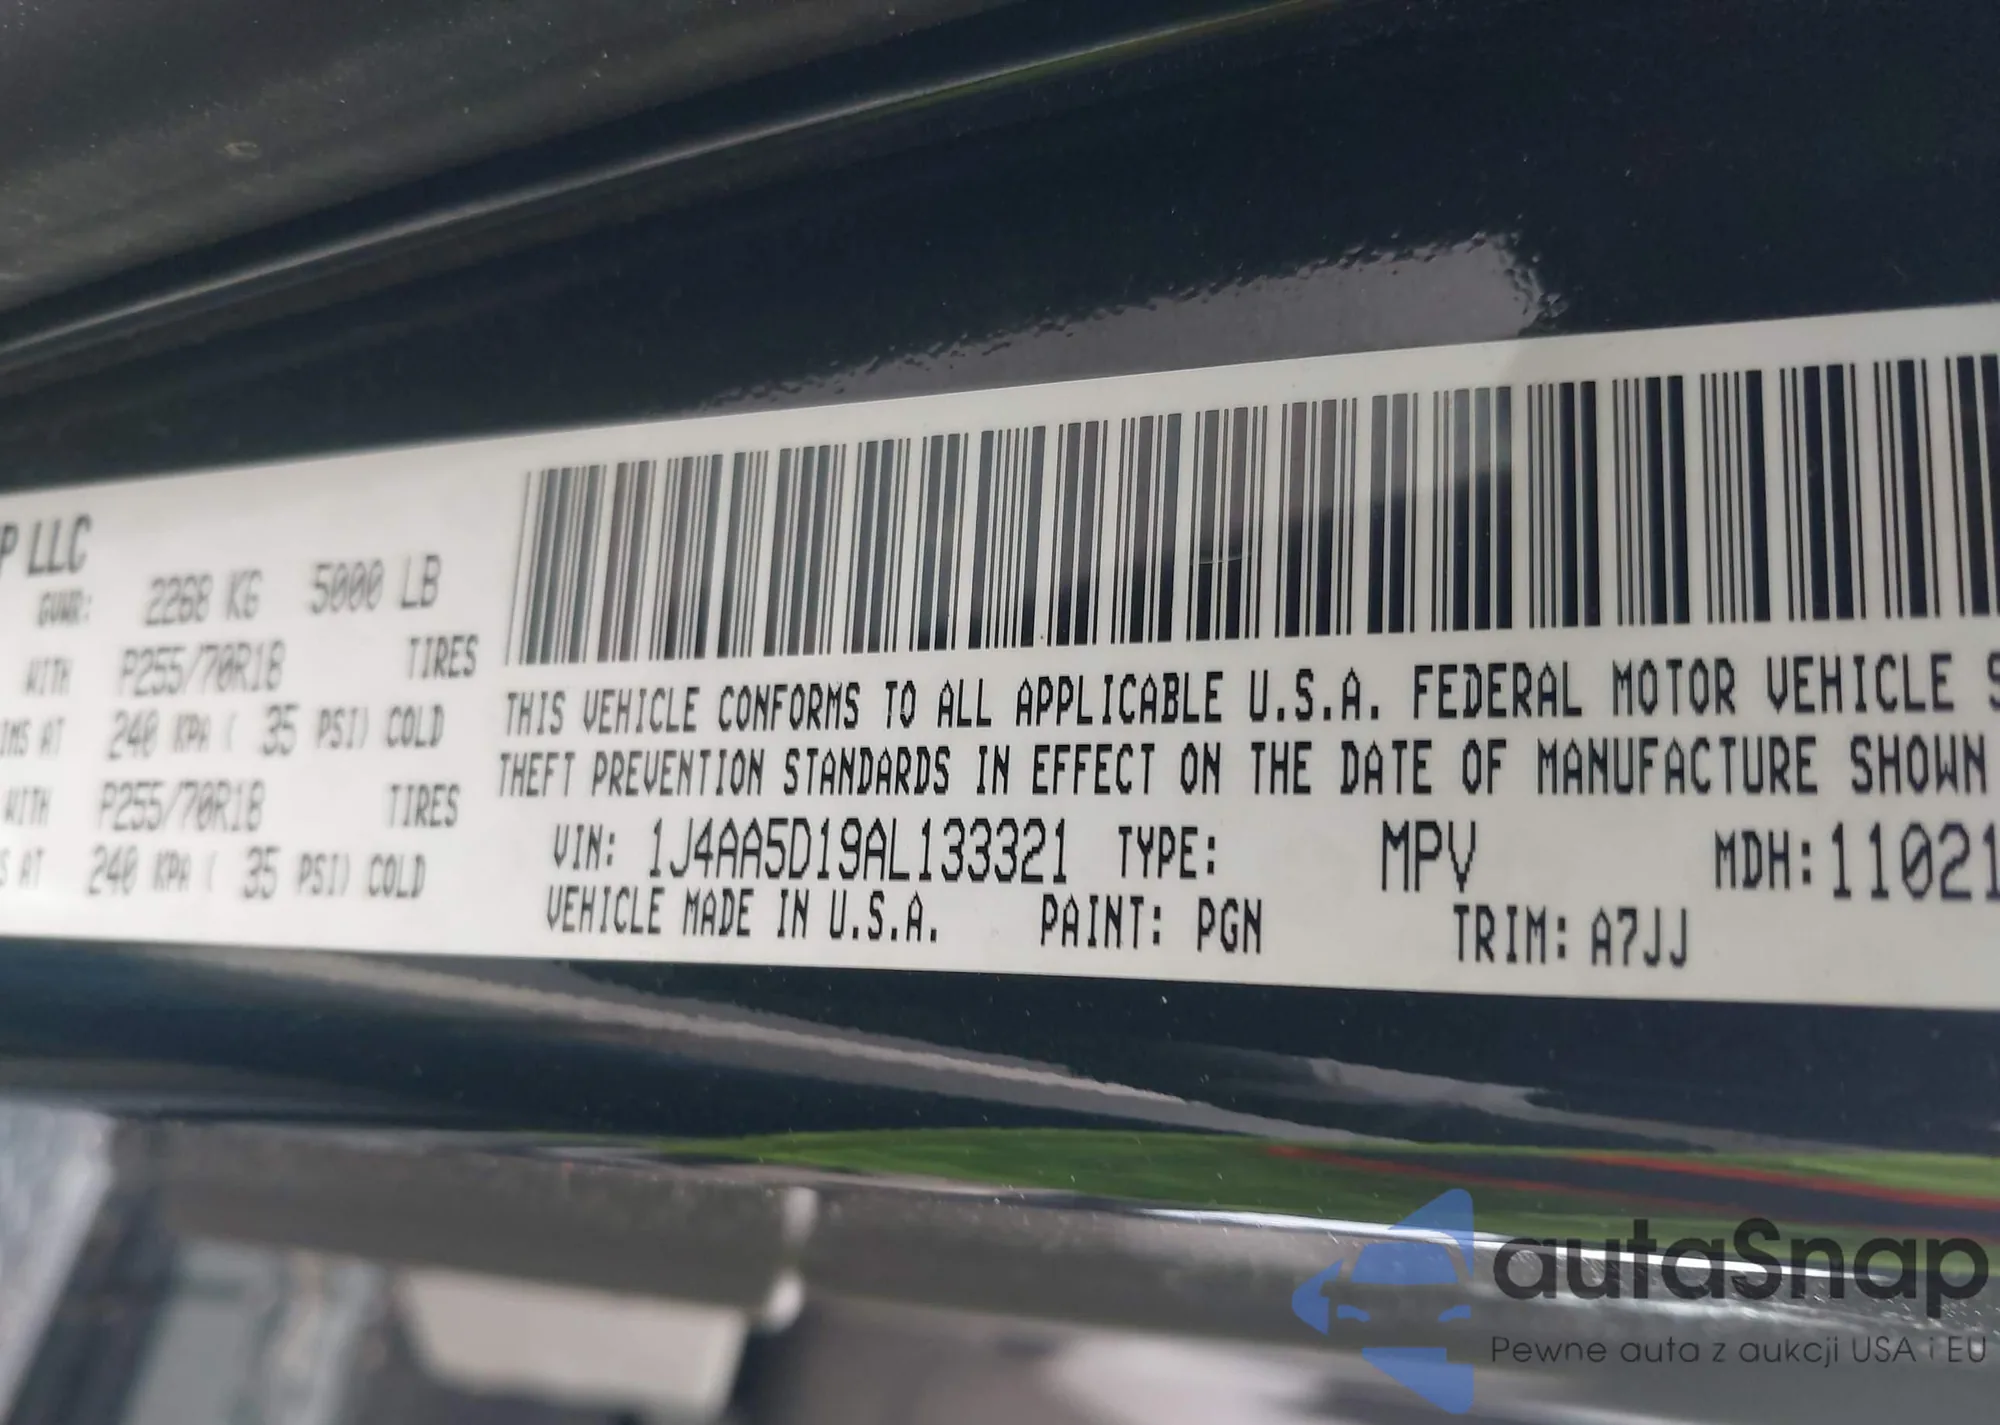 P LLC
GVWR: 2268 KG 5000 LB
WITH P255/70R18 TIRES
IMS AT 240 KPA ( 35 PSI) COLD
WITH P255/70R18 TIRES
S AT 240 KPA ( 35 PSI) COLD
THIS VEHICLE CONFORMS TO ALL APPLICABLE U.S.A. FEDERAL MOTOR VEHICLE S
THEFT PREVENTION STANDARDS IN EFFECT ON THE DATE OF MANUFACTURE SHOWN
VIN: 1J4AA5D19AL133321 TYPE: MPV MDH: 11021
VEHICLE MADE IN U.S.A. PAINT: PGN TRIM: A7JJ
autaSnap
Pewne auta z aukcji USA i EU